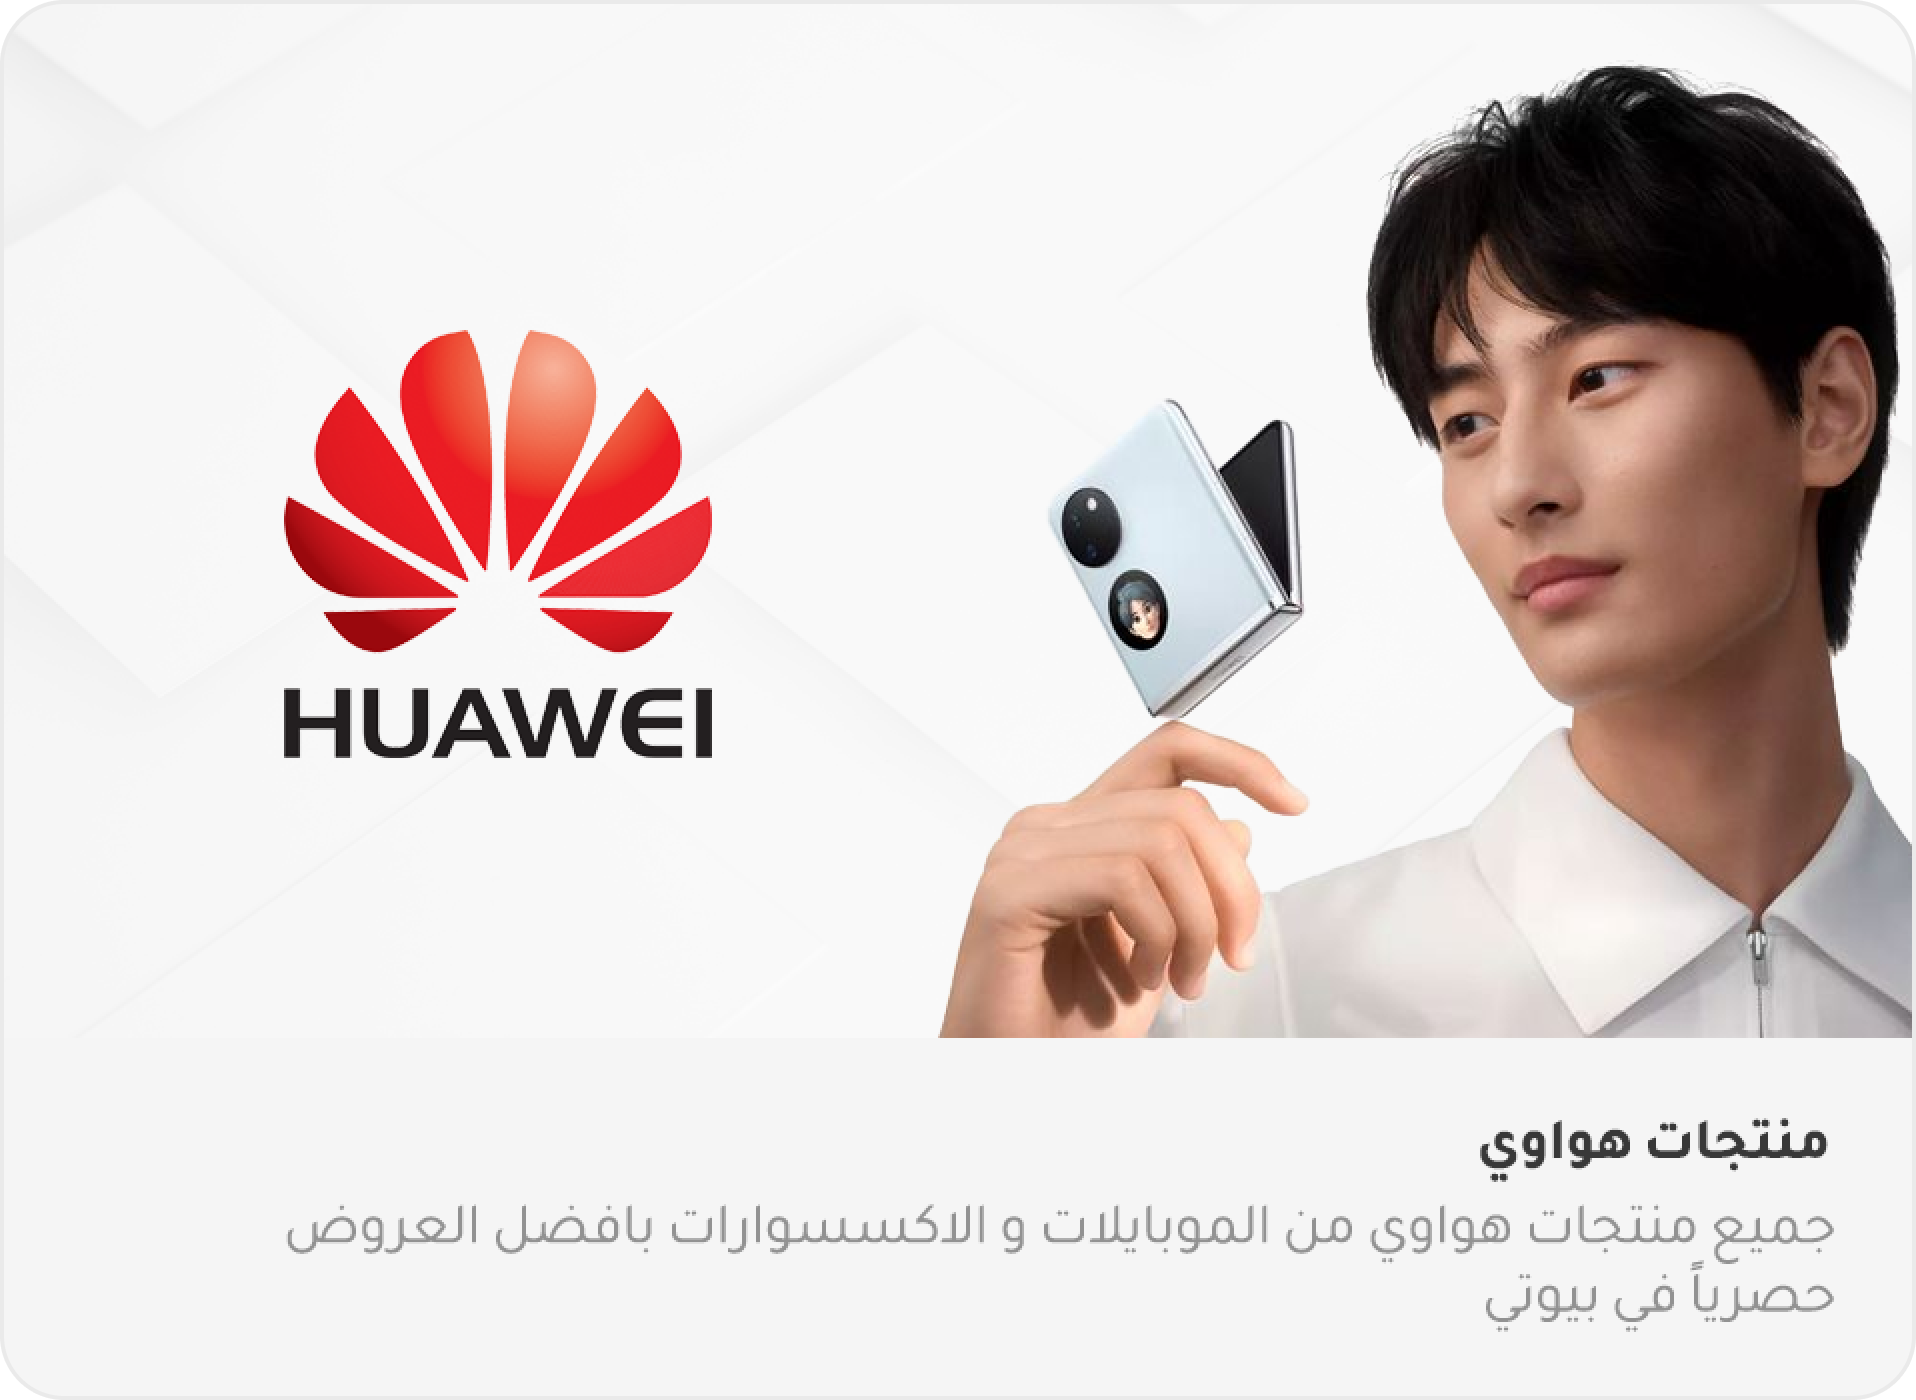 HUAWEI
منتجات هواوي
جميع منتجات هواوي من الموبايلات و الاكسسوارات بافضل العروض
حصرياً في بيوتي